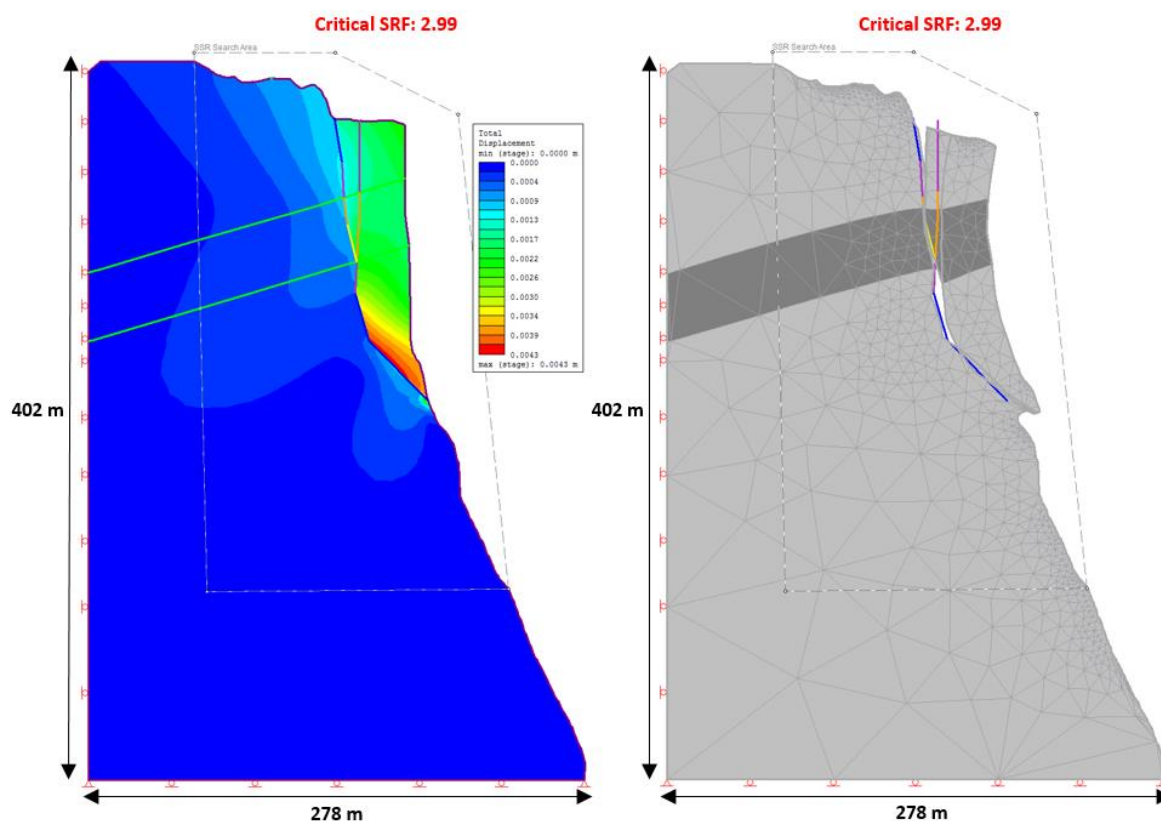 Critical SRF: 2.99
SSR Search Area
Total
Displacement
min (stage): 0.0000 m
0.0000
0.0004
0.0009
0.0013
0.0017
0.0022
0.0026
0.0030
0.0034
0.0039
0.0043
max (stage): 0.0043 m
402 m
278 m
Critical SRF: 2.99
SSR Search Area
402 m
278 m